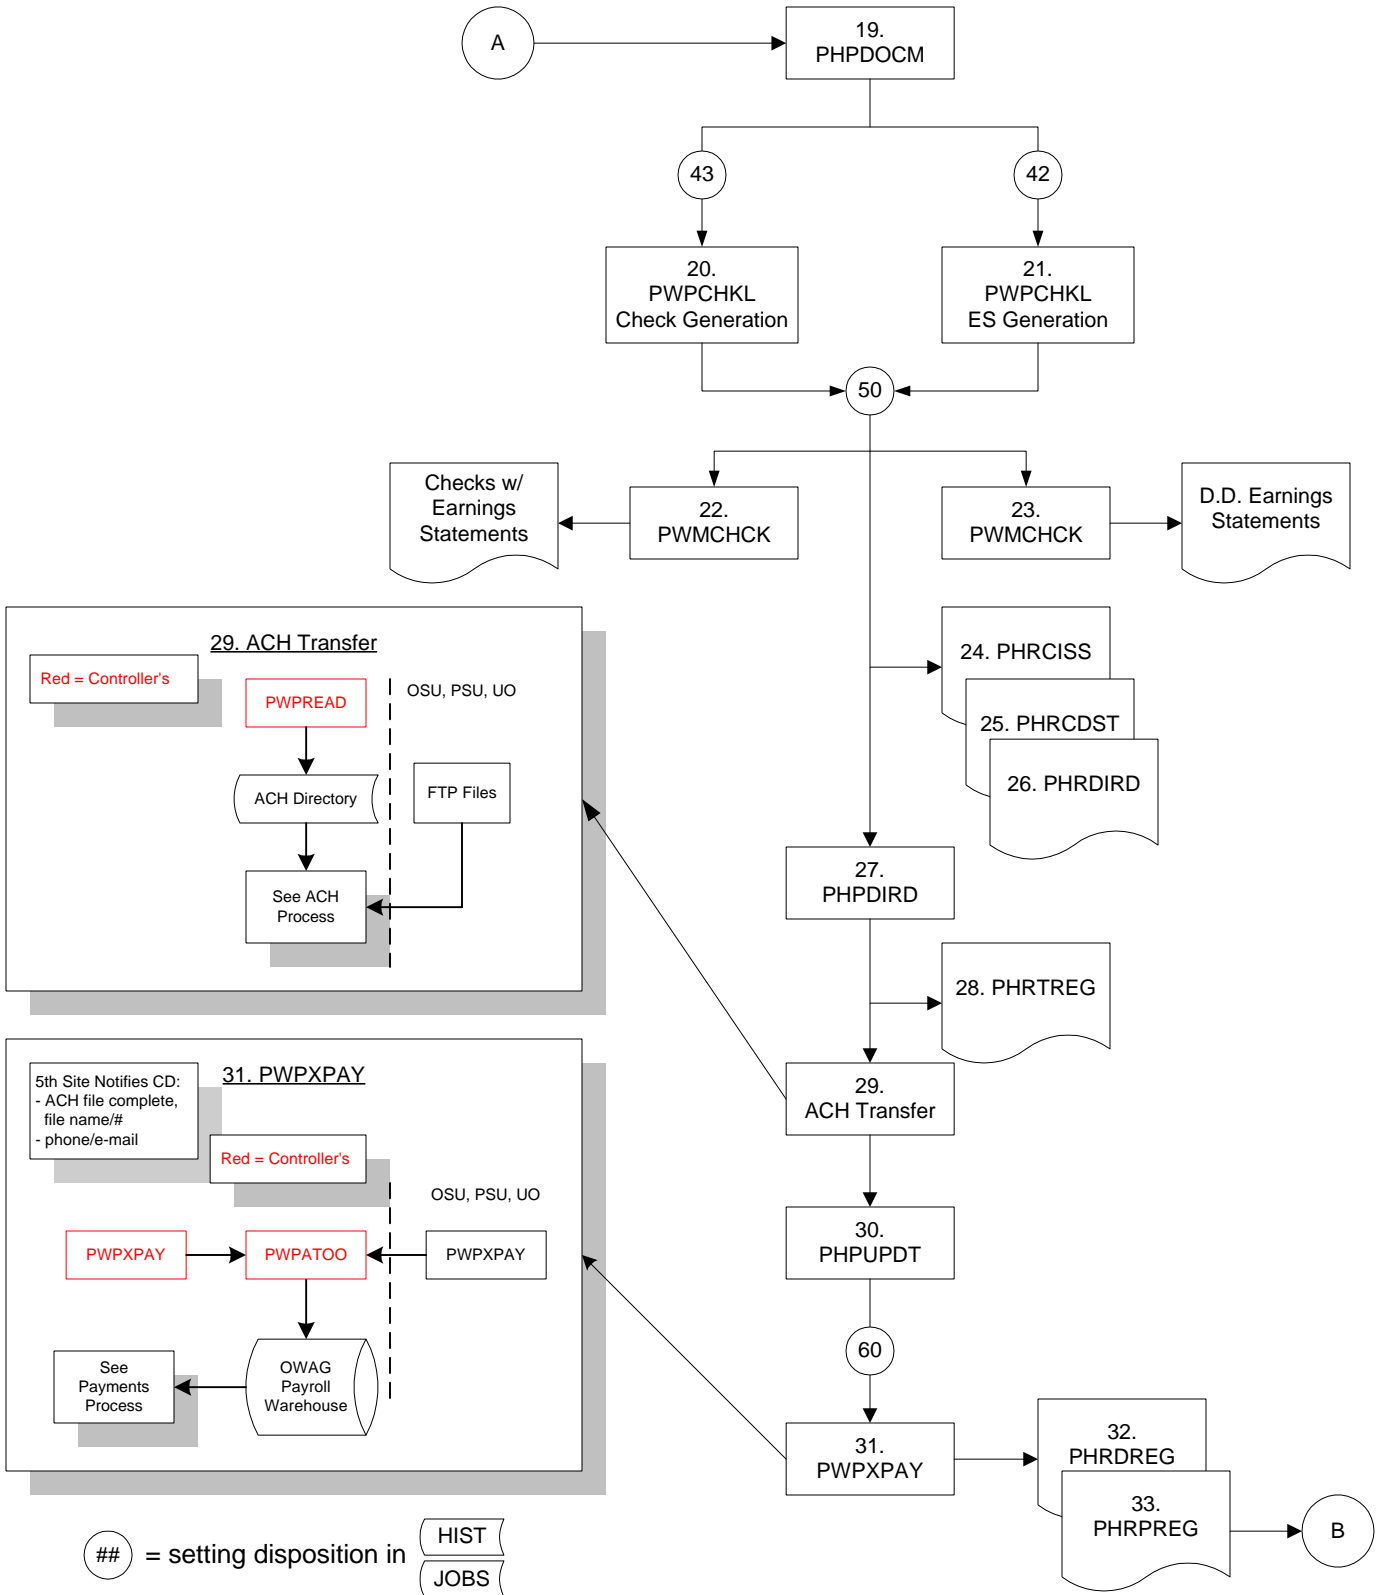 A
19.
PHPDOCM
43
42
20.
PWPCHKL
Check Generation
21.
PWPCHKL
ES Generation
50
Checks w/
Earnings
Statements
22.
PWMCHCK
23.
PWMCHCK
D.D. Earnings
Statements
29. ACH Transfer
Red = Controller's
PWPREAD
OSU, PSU, UO
ACH Directory
FTP Files
See ACH
Process
24. PHRCISS
25. PHRCDST
26. PHRDIRD
27.
PHPDIRD
28. PHRTREG
29.
ACH Transfer
30.
PHPUPDT
60
31.
PWPXPAY
31. PWPXPAY
5th Site Notifies CD:
- ACH file complete,
file name/#
- phone/e-mail
Red = Controller's
OSU, PSU, UO
PWPXPAY
PWPATOO
PWPXPAY
See
Payments
Process
OWAG
Payroll
Warehouse
32.
PHRDREG
33.
PHRPREG
B
## = setting disposition in
HIST
JOBS